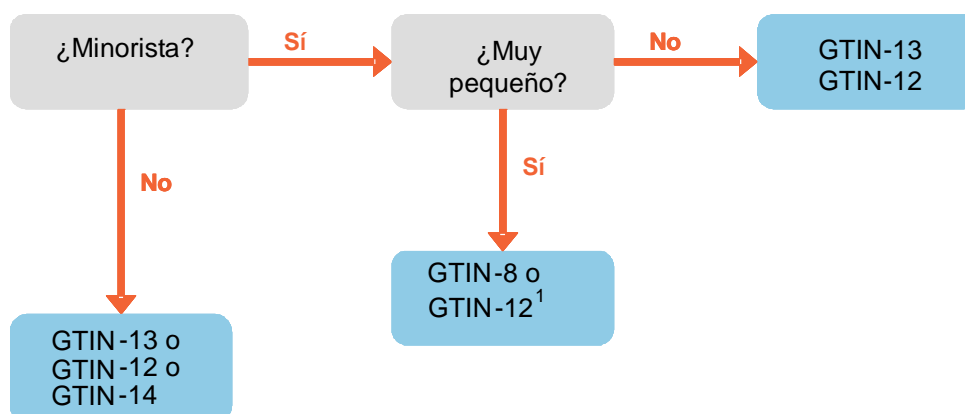 ¿Minorista?
Sí
¿Muy
pequeño?
No
GTIN-13
GTIN-12
No
Sí
GTIN-8 o
GTIN-12¹
GTIN-13 o
GTIN-12 o
GTIN-14